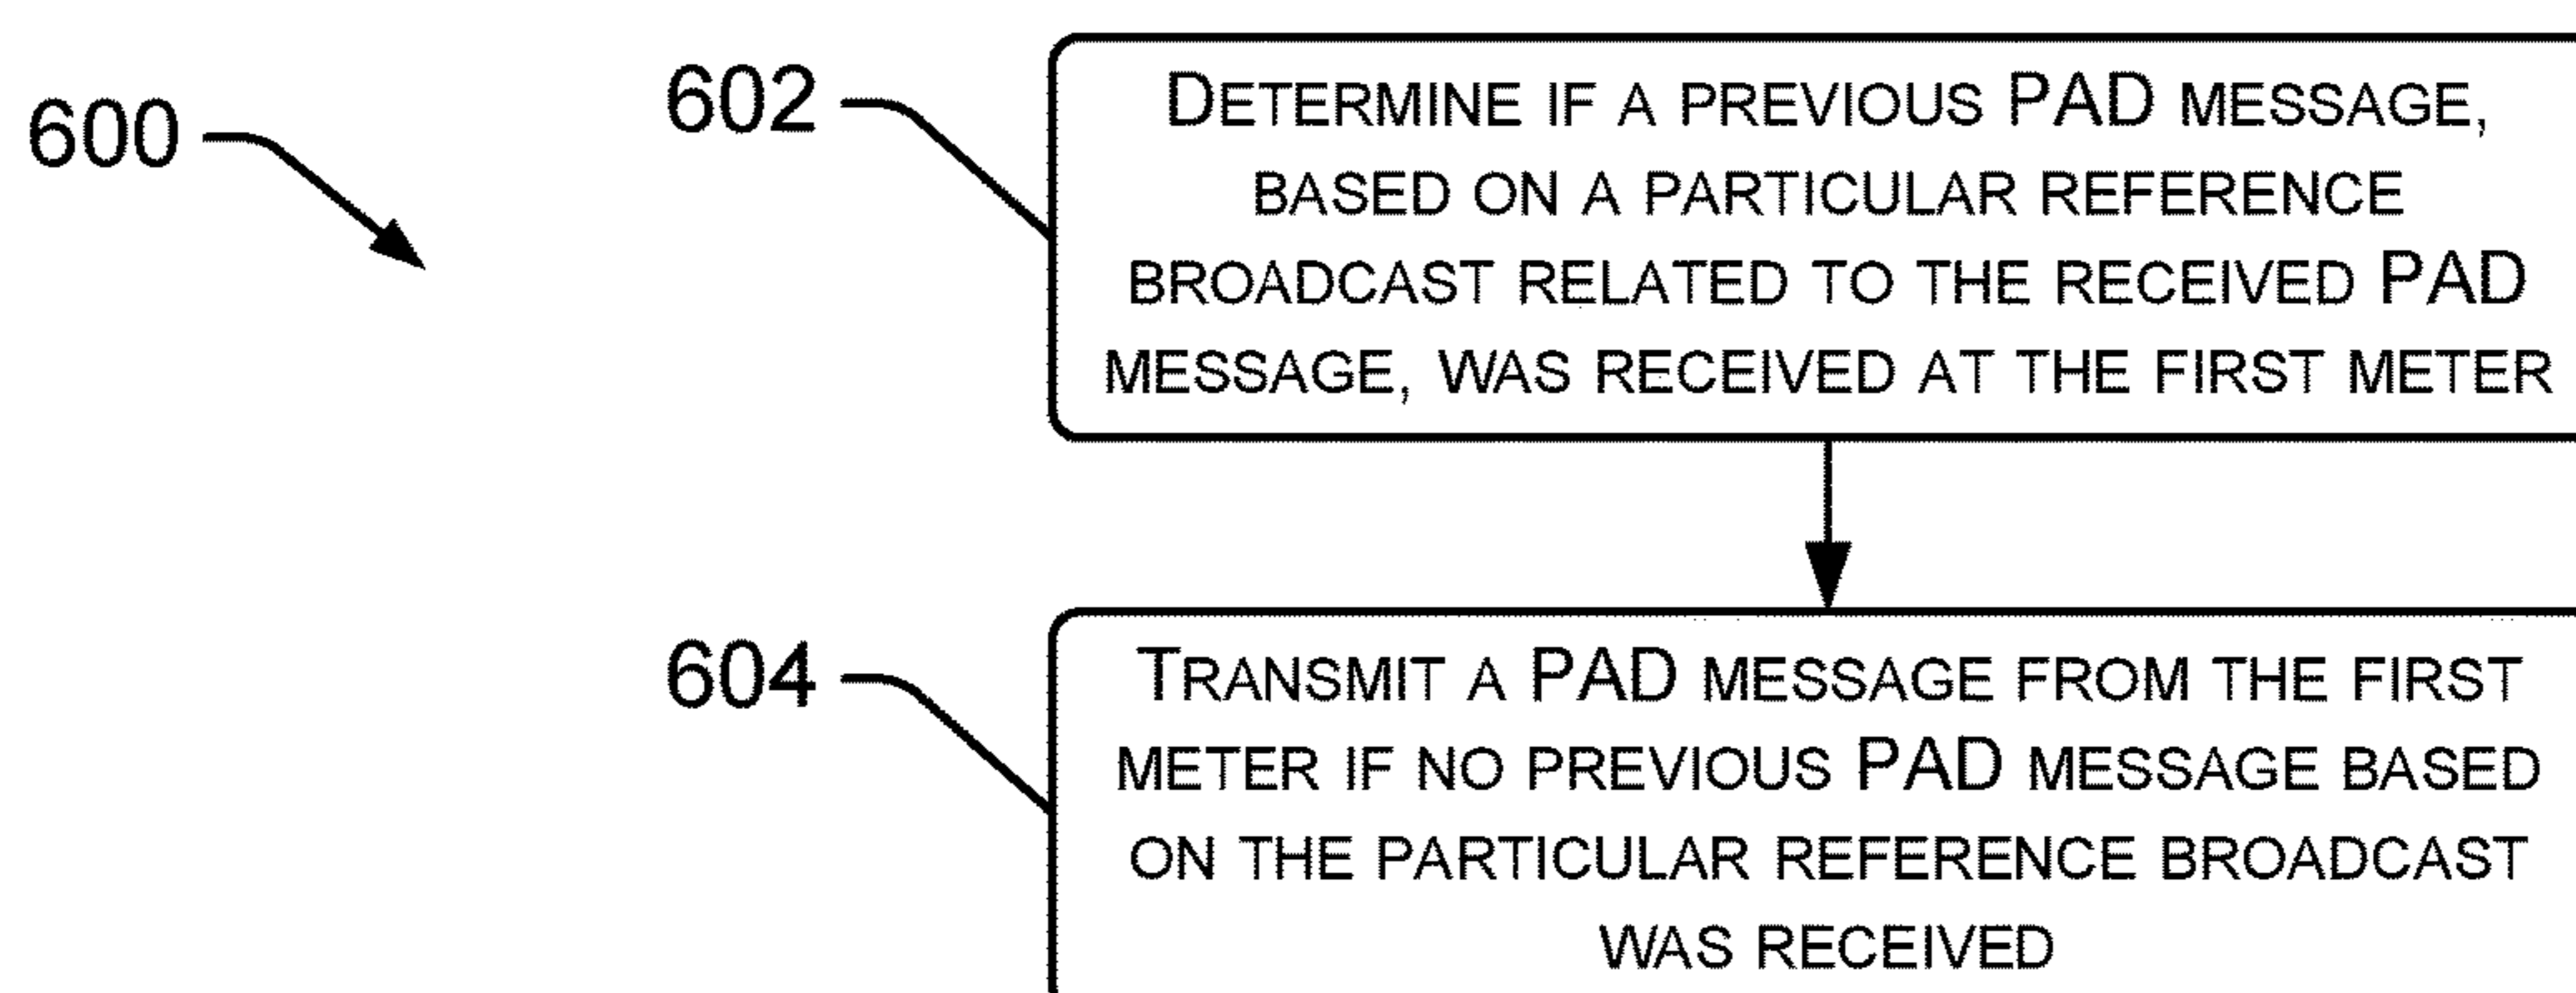 600
602
DETERMINE IF A PREVIOUS PAD MESSAGE,
BASED ON A PARTICULAR REFERENCE
BROADCAST RELATED TO THE RECEIVED PAD
MESSAGE, WAS RECEIVED AT THE FIRST METER
604
TRANSMIT A PAD MESSAGE FROM THE FIRST
METER IF NO PREVIOUS PAD MESSAGE BASED
ON THE PARTICULAR REFERENCE BROADCAST
WAS RECEIVED